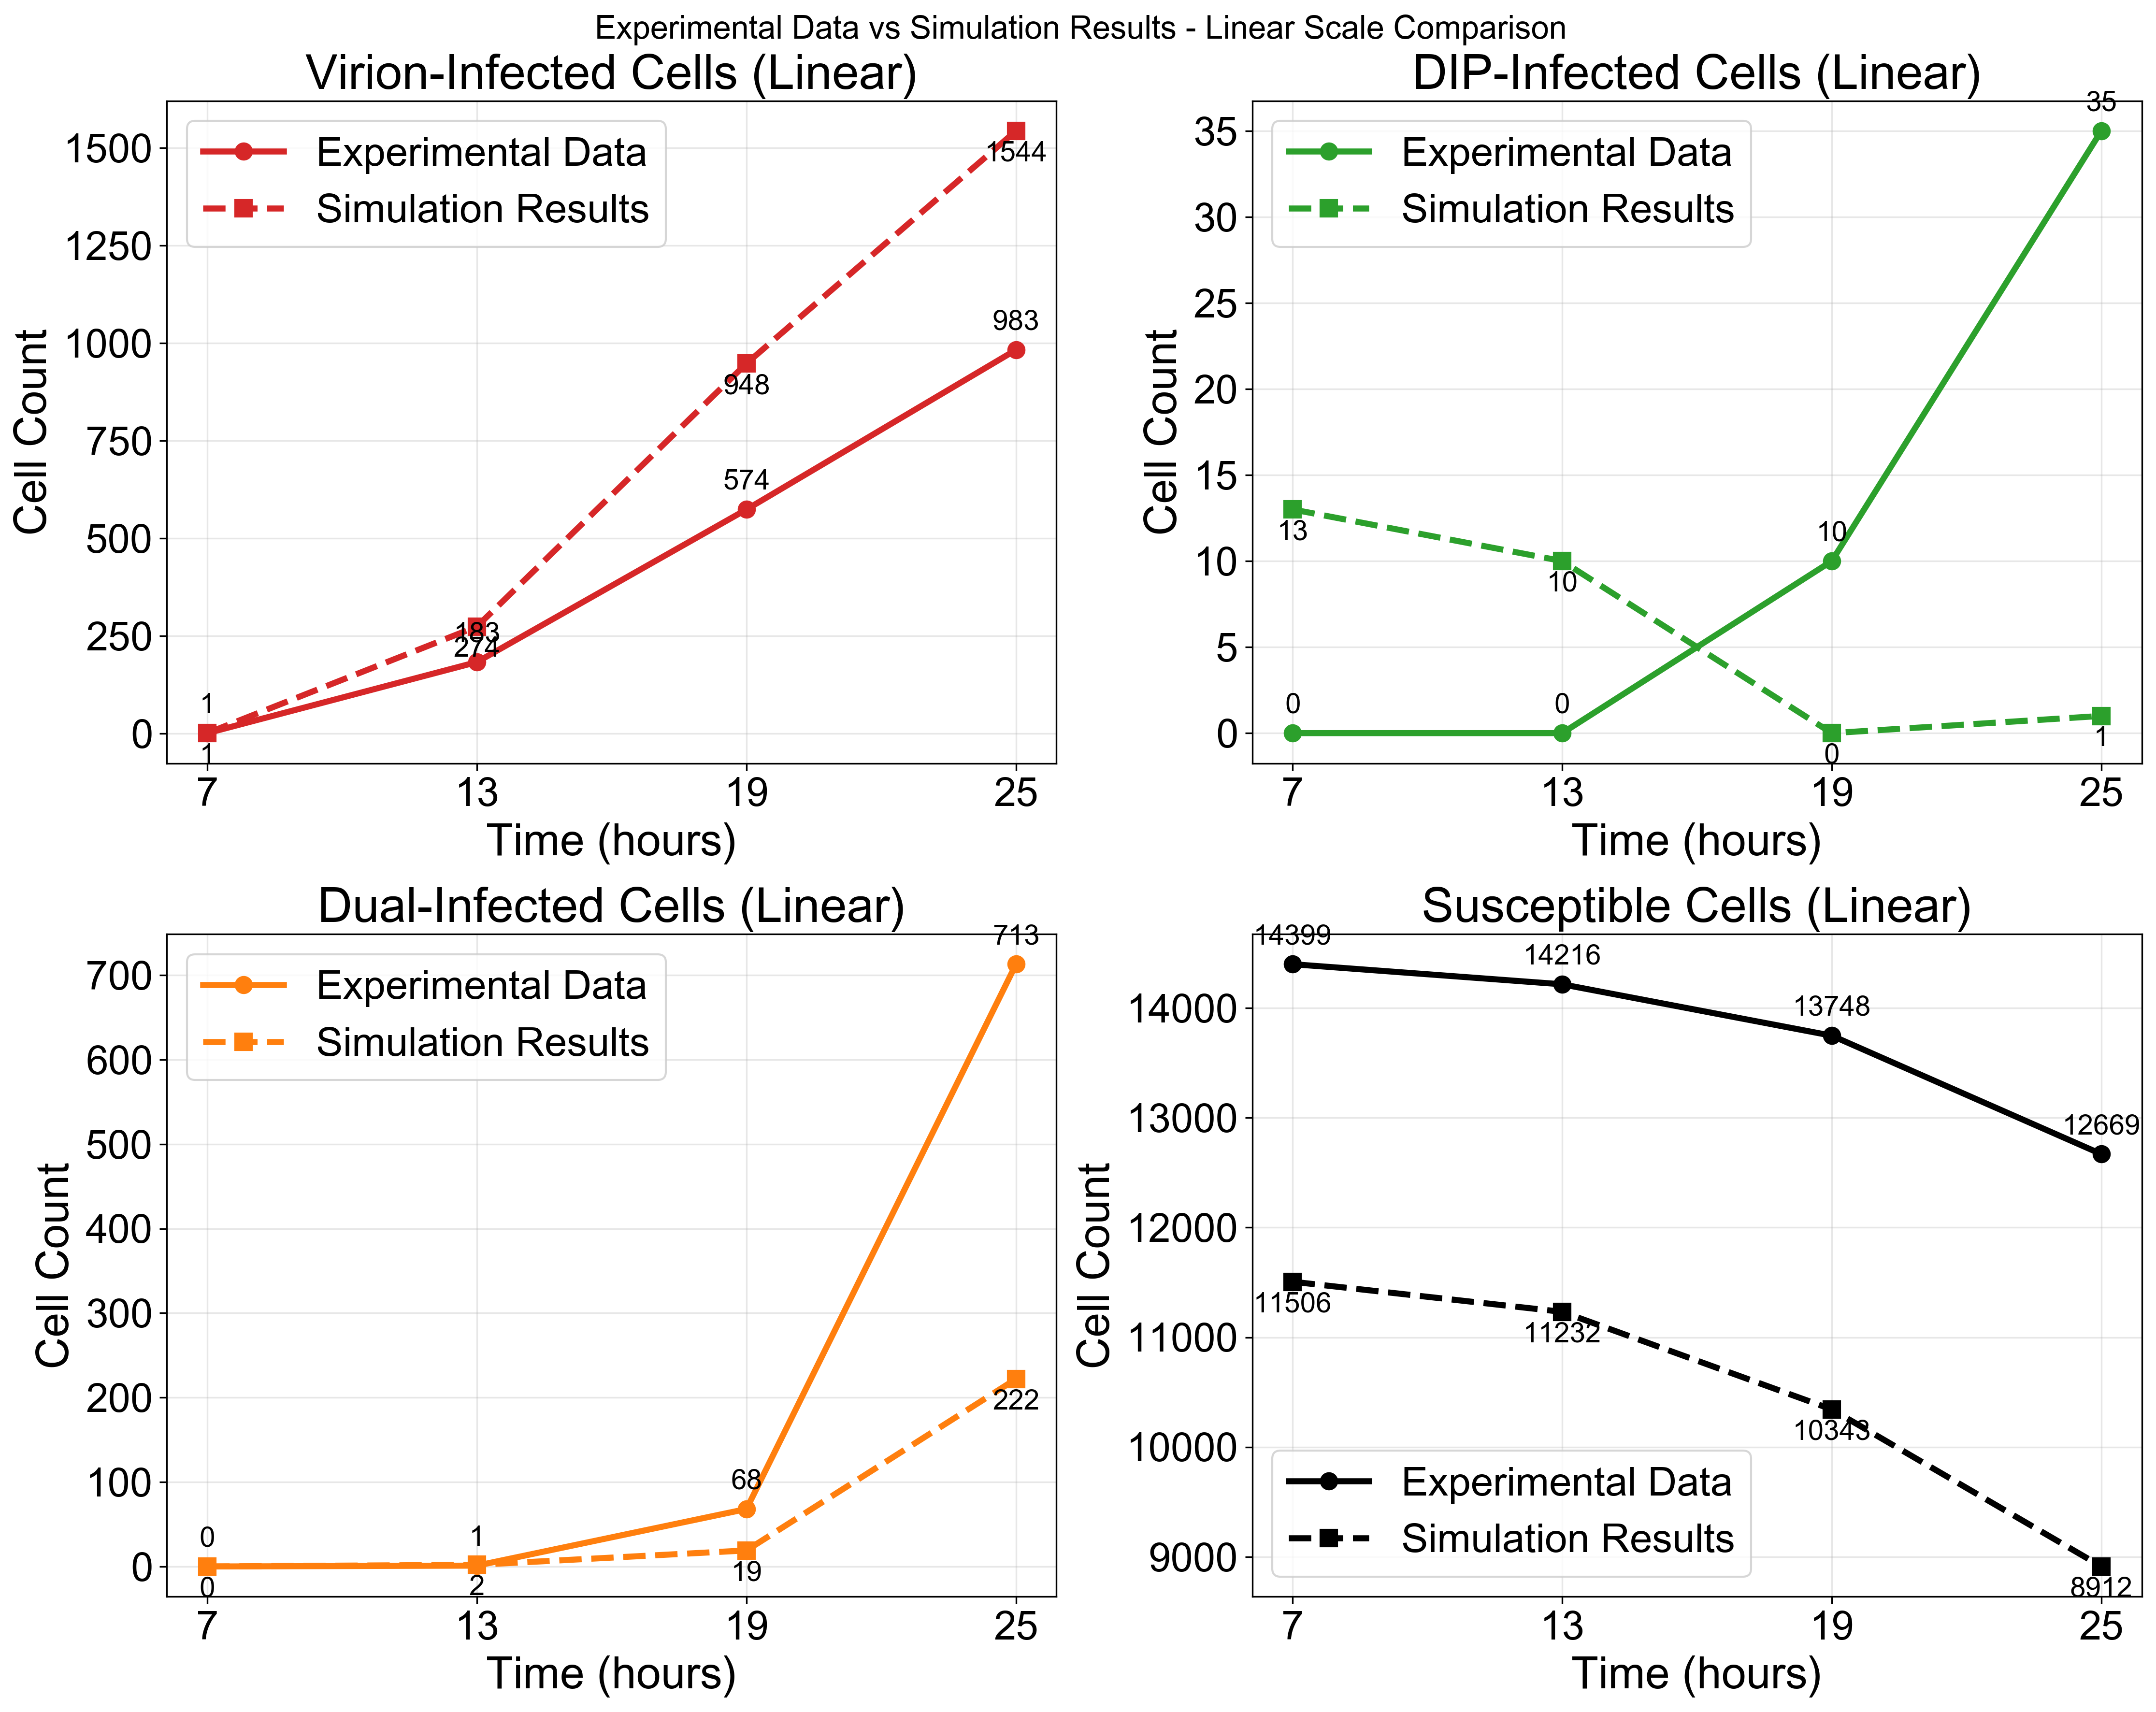 Experimental Data vs Simulation Results - Linear Scale Comparison
Virion-Infected Cells (Linear)
Experimental Data
Simulation Results
1544
983
948
574
183
274
1
1
1500
1250
1000
750
500
250
0
Cell Count
7 13 19 25
Time (hours)
DIP-Infected Cells (Linear)
Experimental Data
Simulation Results
35
13
10
10
0
0
0
1
35
30
25
20
15
10
5
0
Cell Count
7 13 19 25
Time (hours)
Dual-Infected Cells (Linear)
Experimental Data
Simulation Results
713
222
68
19
0
1
0
2
700
600
500
400
300
200
100
0
Cell Count
7 13 19 25
Time (hours)
Susceptible Cells (Linear)
14399
14216
13748
12669
11506
11232
10343
8912
Experimental Data
Simulation Results
14000
13000
12000
11000
10000
9000
Cell Count
7 13 19 25
Time (hours)